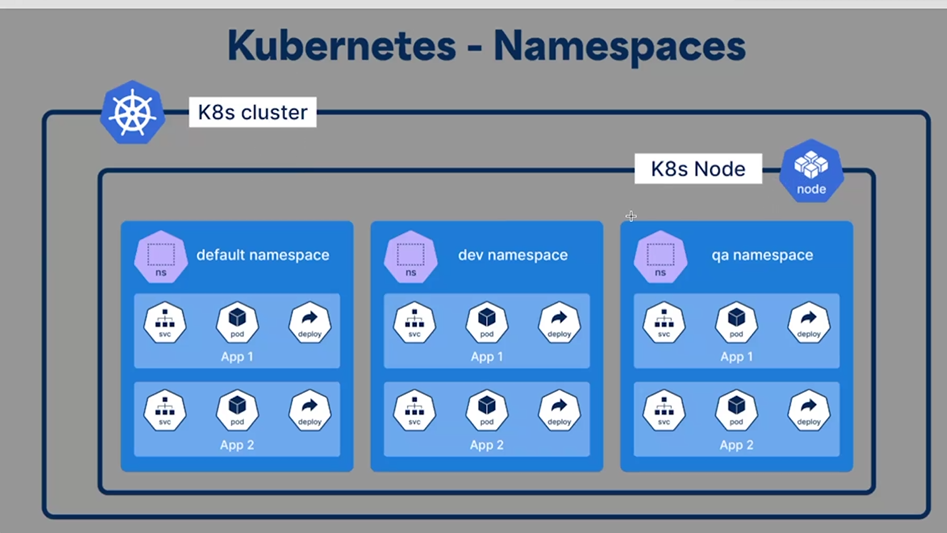 Kubernetes - Namespaces
K8s cluster
K8s Node
node
ns
default namespace
svc
pod
deploy
App 1
svc
pod
deploy
App 2
ns
dev namespace
svc
pod
deploy
App 1
svc
pod
deploy
App 2
ns
qa namespace
svc
pod
deploy
App 1
svc
pod
deploy
App 2